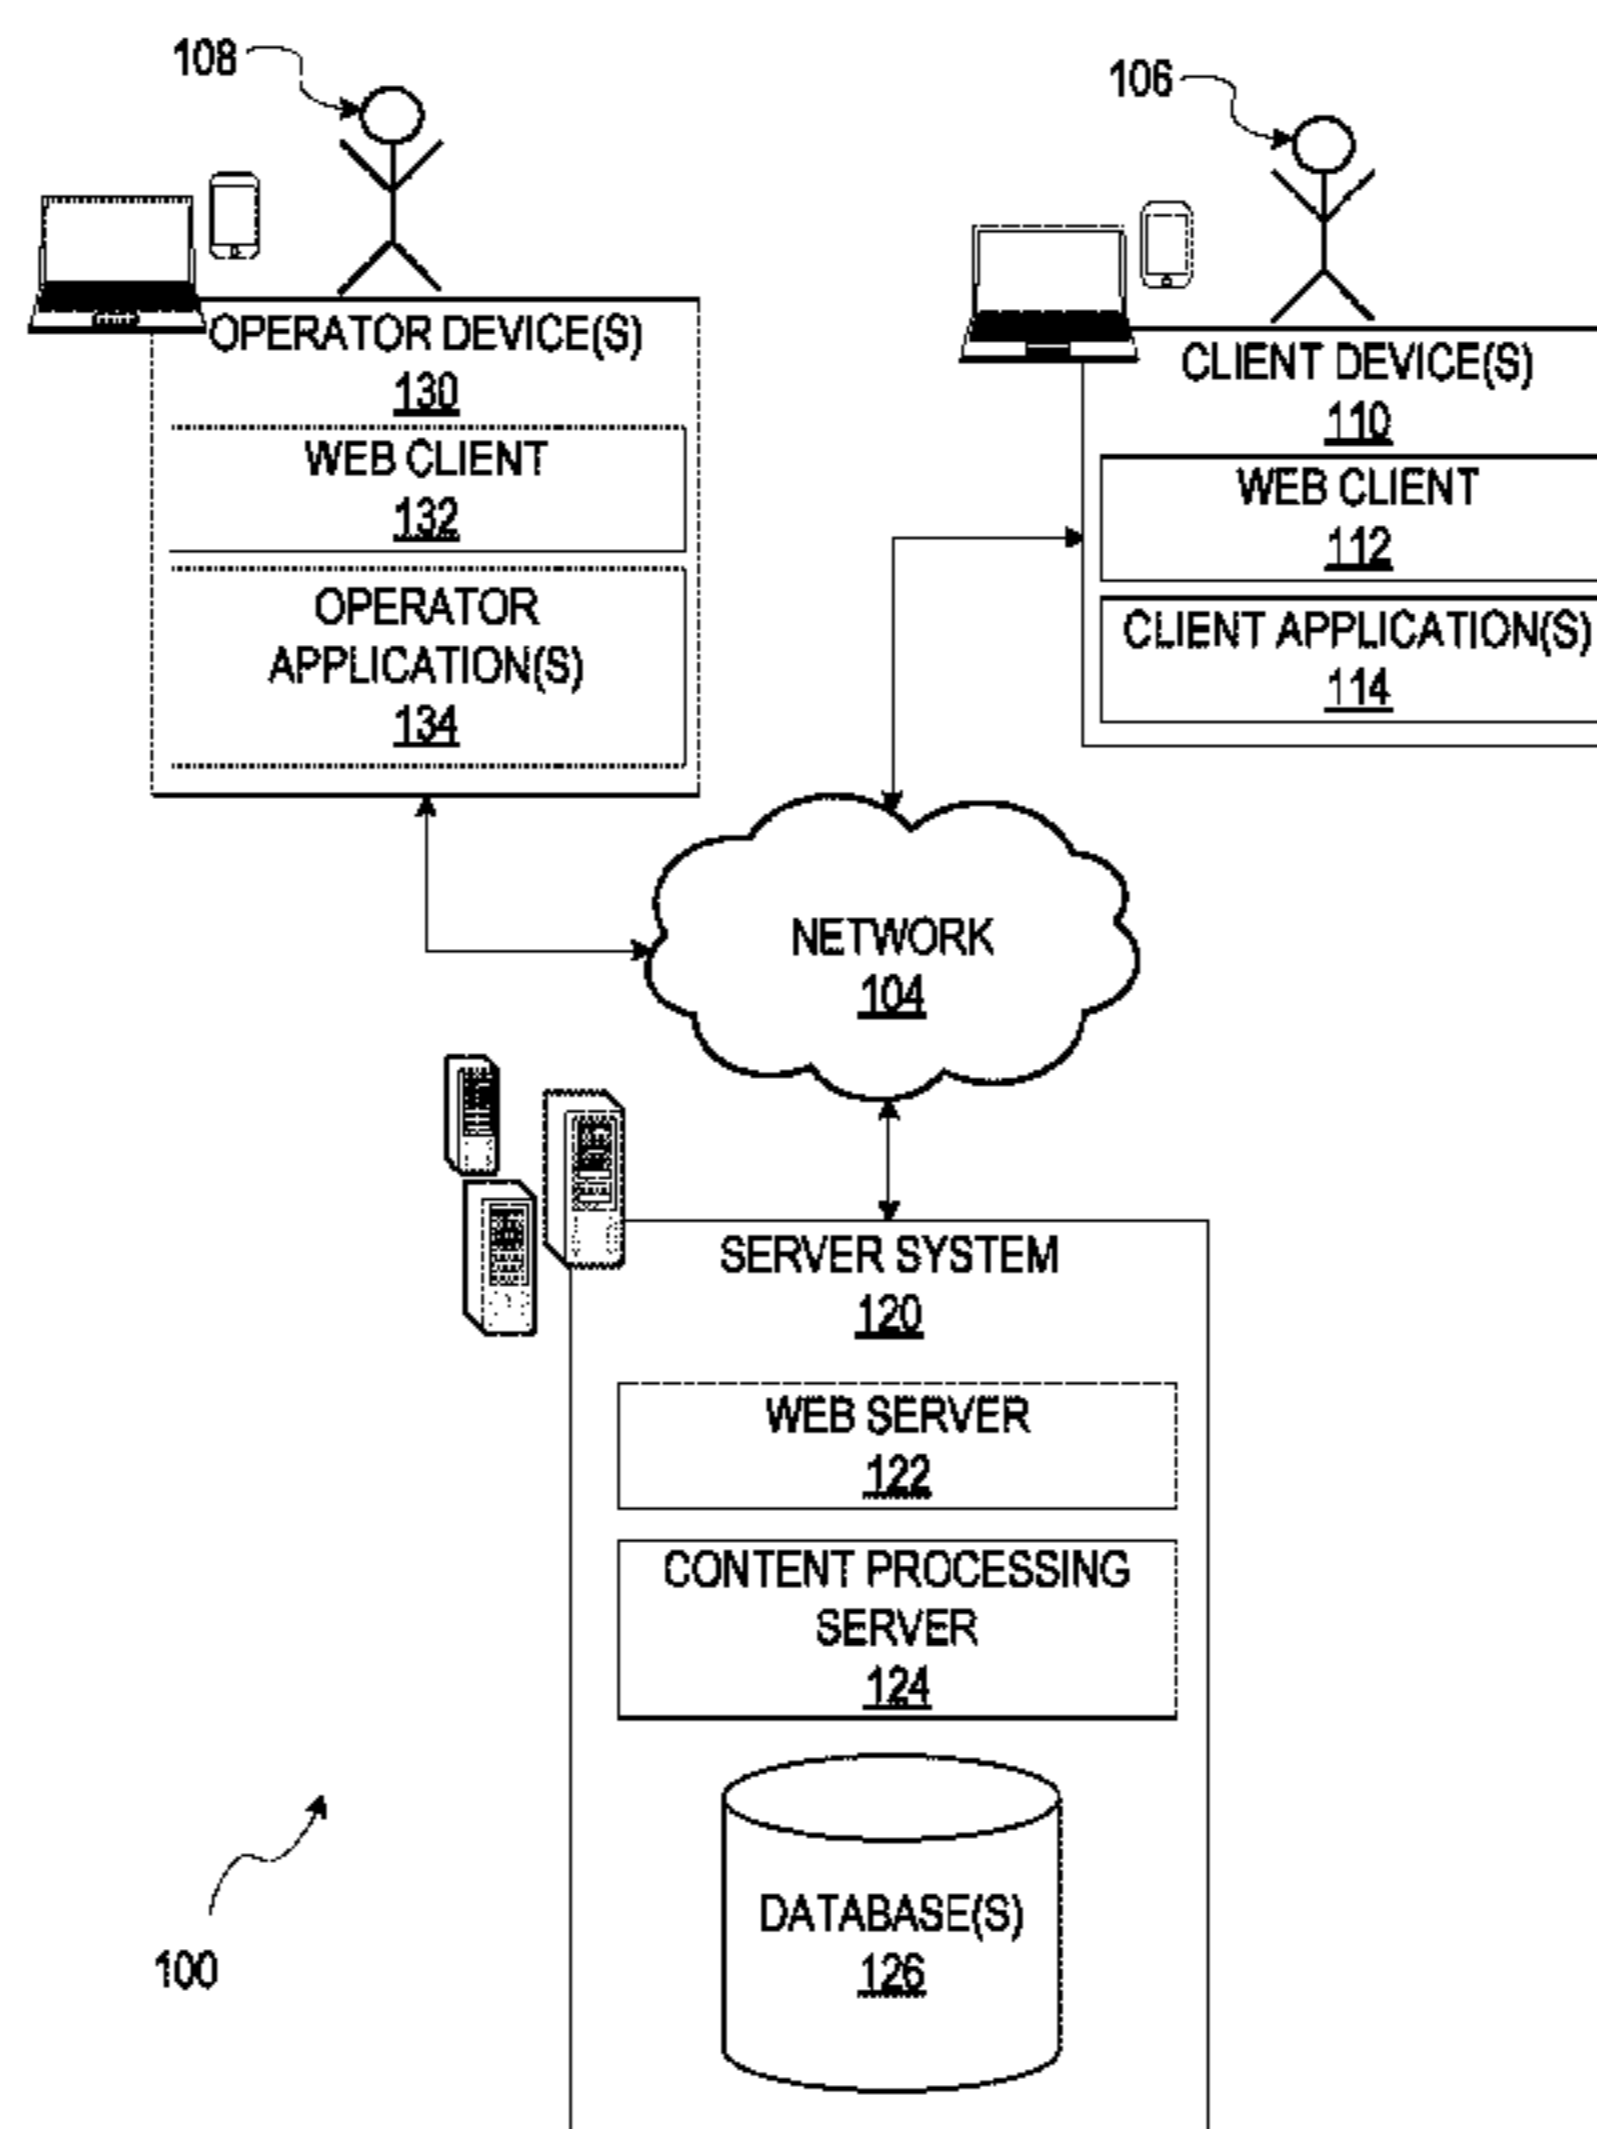 108
106
OPERATOR DEVICE(S)
130
WEB CLIENT
132
OPERATOR
APPLICATION(S)
134
CLIENT DEVICE(S)
110
WEB CLIENT
112
CLIENT APPLICATION(S)
114
NETWORK
104
SERVER SYSTEM
120
WEB SERVER
122
CONTENT PROCESSING
SERVER
124
DATABASE(S)
126
100